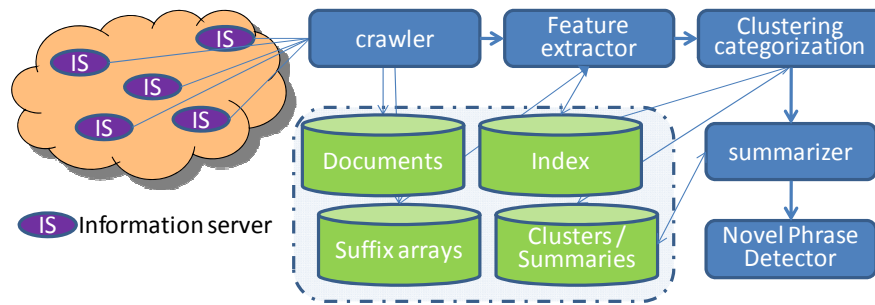 IS
IS
IS
IS
IS
crawler
Feature
extractor
Clustering
categorization
Documents
Index
Suffix arrays
Clusters /
Summaries
summarizer
Novel Phrase
Detector
IS Information server